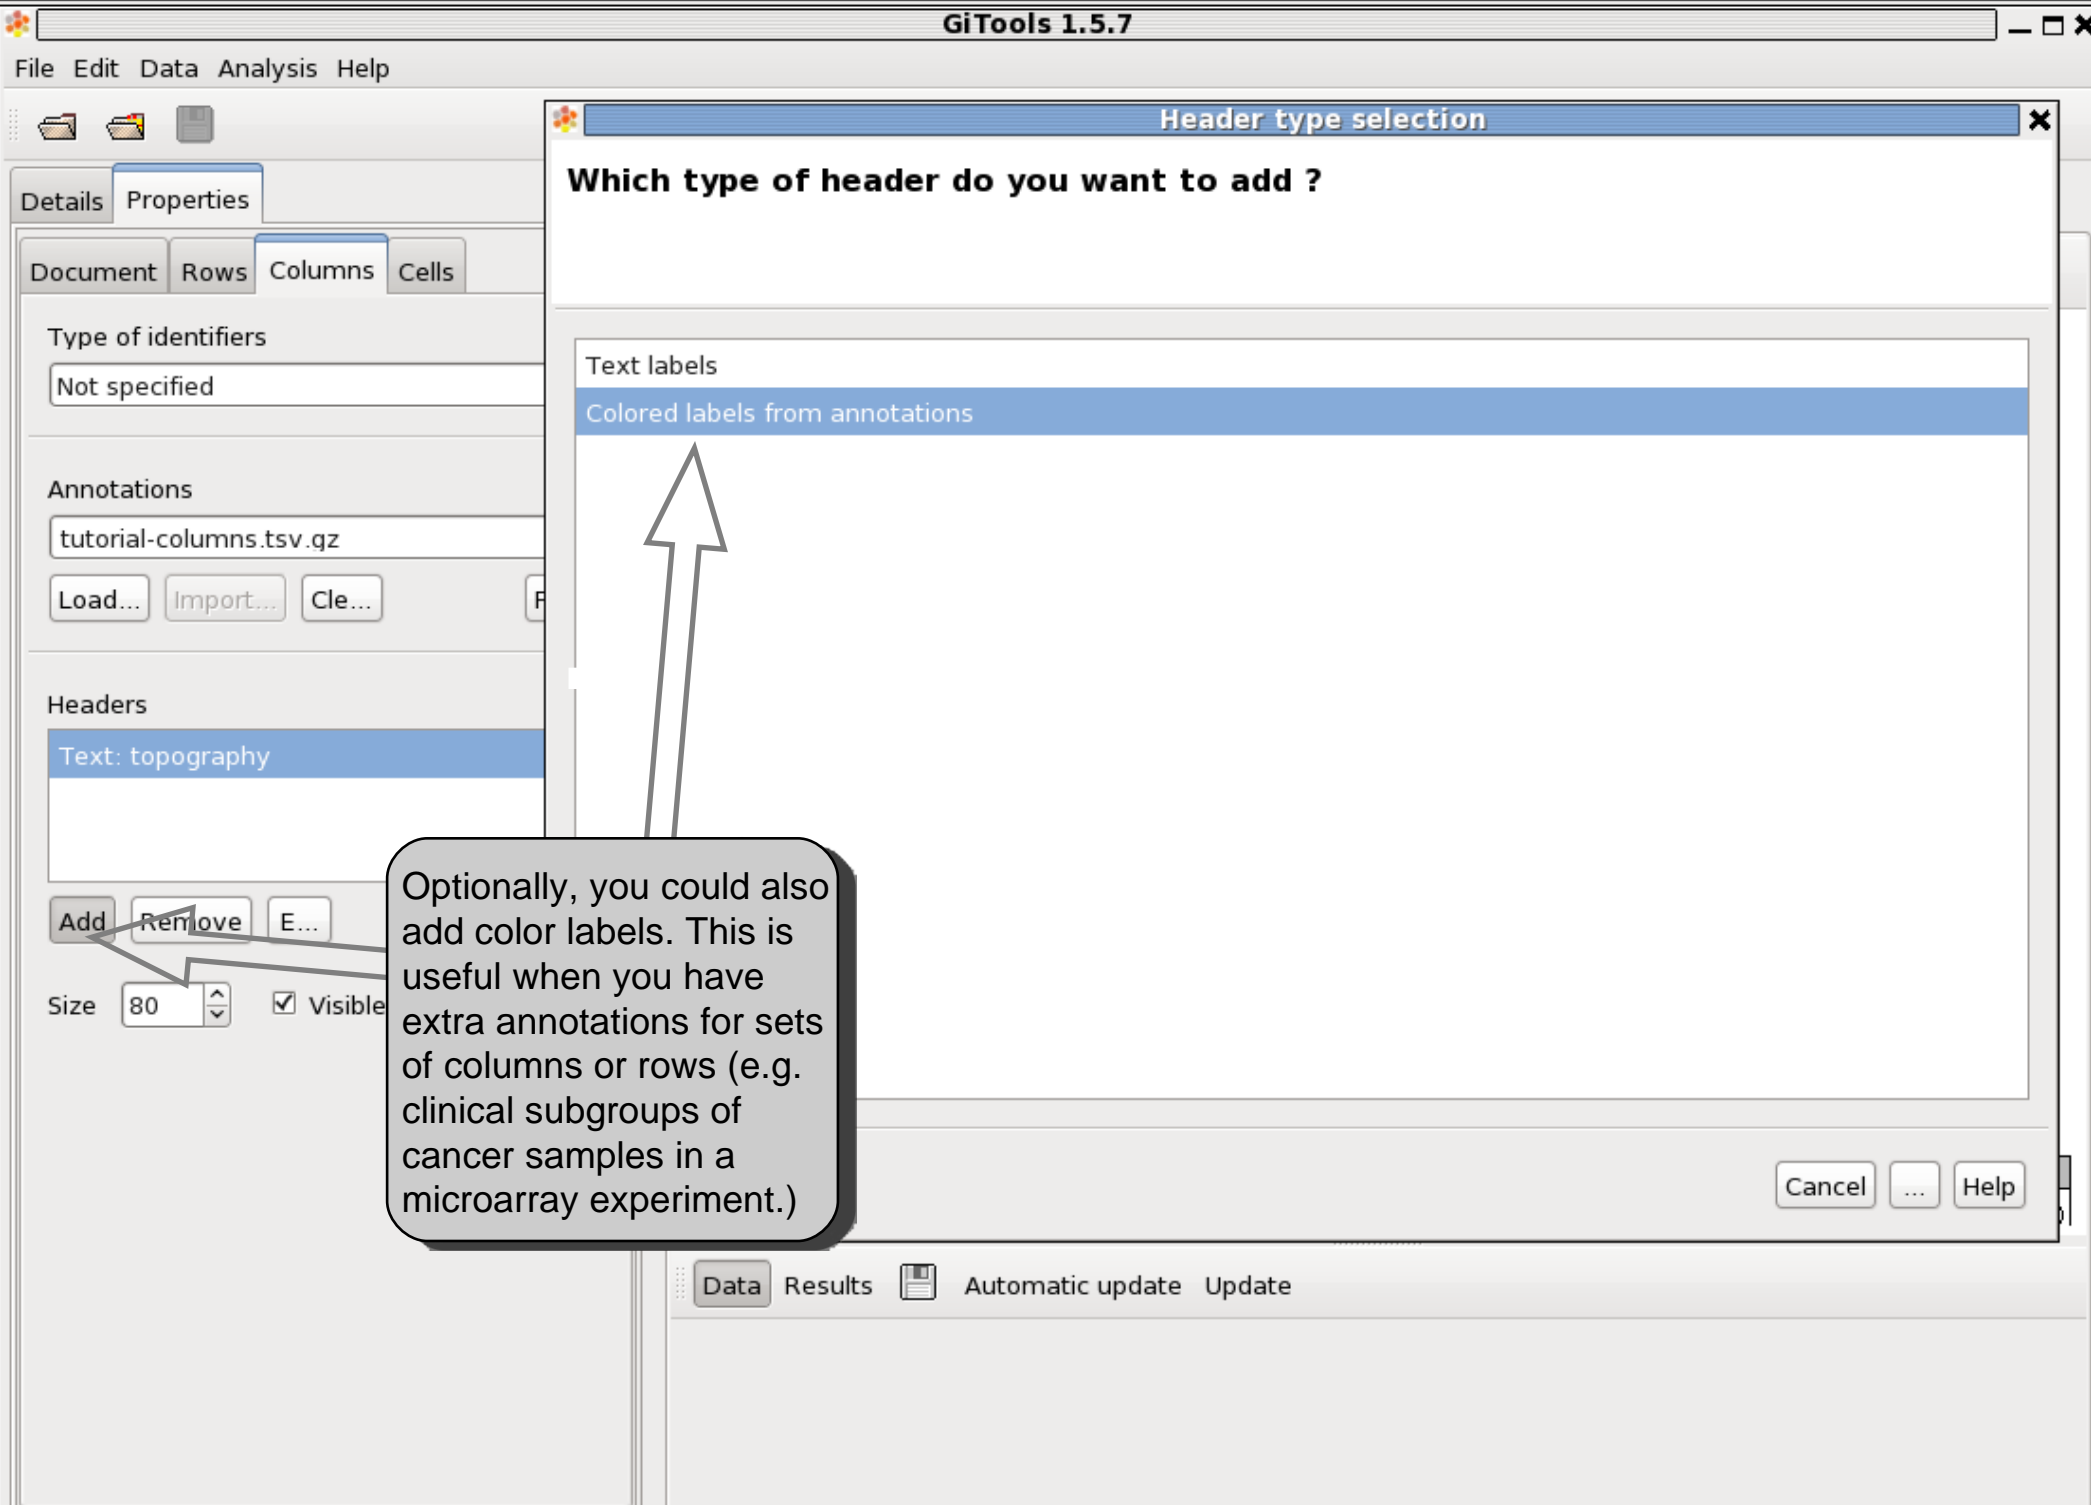 GiTools 1.5.7
File Edit Data Analysis Help
Header type selection
Which type of header do you want to add ?
Details Properties
Document Rows Columns Cells
Type of identifiers
Not specified
Text labels
Colored labels from annotations
Annotations
tutorial-columns.tsv.gz
Load... Import... Cle...
Headers
Text: topography
Add Remove E...
Size 80 Visible
Optionally, you could also
add color labels. This is
useful when you have
extra annotations for sets
of columns or rows (e.g.
clinical subgroups of
cancer samples in a
microarray experiment.)
Cancel ... Help
Data Results Automatic update Update